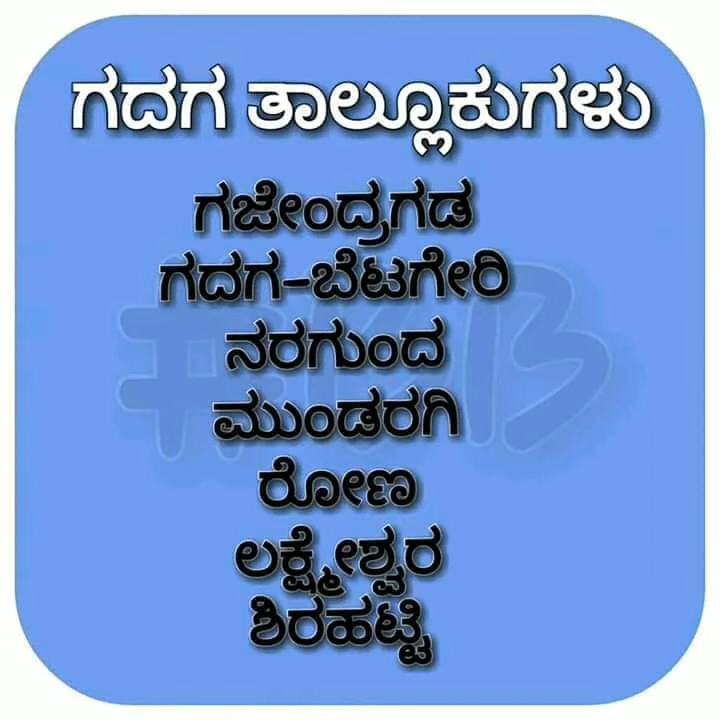 ಗದಗ ತಾಲ್ಲೂಕುಗಳು
ಗಜೇಂದ್ರಗಡ
ಗದಗ-ಬೆಟಗೇರಿ
ನರಗುಂದ
ಮುಂಡರಗಿ
ರೋಣ
ಲಕ್ಷ್ಮೇಶ್ವರ
ಶಿರಹಟ್ಟಿ